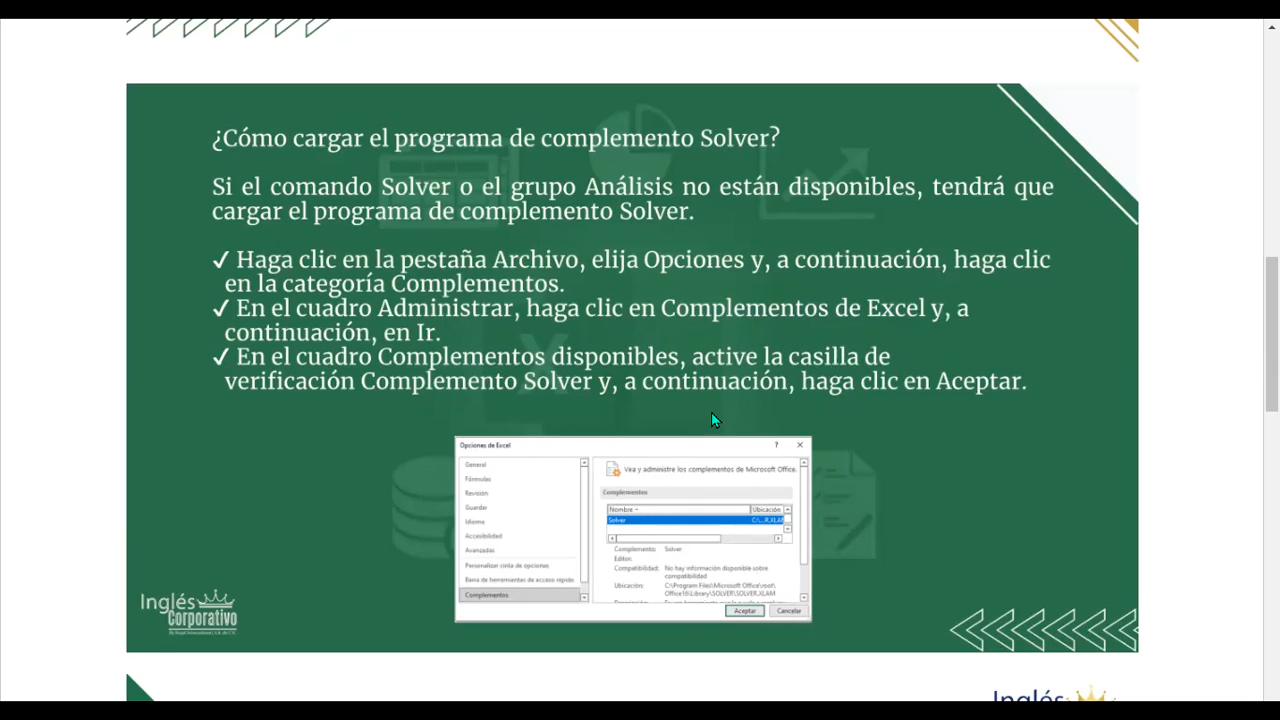 ¿Cómo cargar el programa de complemento Solver?
Si el comando Solver o el grupo Análisis no están disponibles, tendrá que
cargar el programa de complemento Solver.
✓ Haga clic en la pestaña Archivo, elija Opciones y, a continuación, haga clic
en la categoría Complementos.
✓ En el cuadro Administrar, haga clic en Complementos de Excel y, a
continuación, en Ir.
✓ En el cuadro Complementos disponibles, active la casilla de
verificación Complemento Solver y, a continuación, haga clic en Aceptar.
Opciones de Excel
General
Fórmulas
Revisión
Guardar
Idioma
Accesibilidad
Avanzadas
Personalizar cinta de opciones
Barra de herramientas de acceso rápido
Complementos
Vea y administre los complementos de Microsoft Office.
Complementos
Nombre Ubicación
Solver C:\...R.XLAM
Complemento: Solver
Editor:
Compatibilidad: No hay información disponible sobre
compatibilidad
Ubicación: C:\Program Files\Microsoft Office\root\
Office16\Library\SOLVER\SOLVER.XLAM
Aceptar Cancelar
Inglés
Corporativo
Inglés